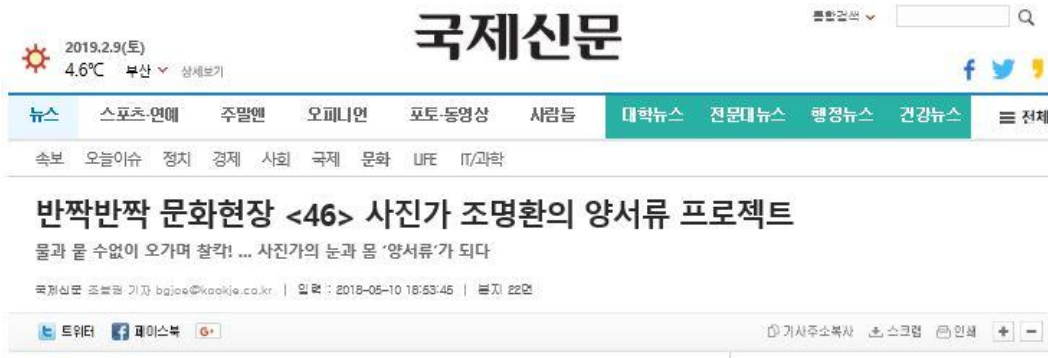 통합검색
국제신문
2019.2.9(토)
4.6℃ 부산 상세보기
뉴스 스포츠·연예 주말엔 오피니언 포토·동영상 사람들 대학뉴스 전문대뉴스 행정뉴스 건강뉴스 전체
속보 오늘이슈 정치 경제 사회 국제 문화 LIFE IT/과학
반짝반짝 문화현장 <46> 사진가 조명환의 양서류 프로젝트
물과 뭍 수없이 오가며 찰칵! ... 사진가의 눈과 몸 '양서류'가 되다
국제신문 조봉권 기자 bgjoe@kookje.co.kr | 입력 : 2018-05-10 18:53:45 | 본지 22면
트위터 페이스북 G+ 기사주소복사 스크랩 인쇄 + -